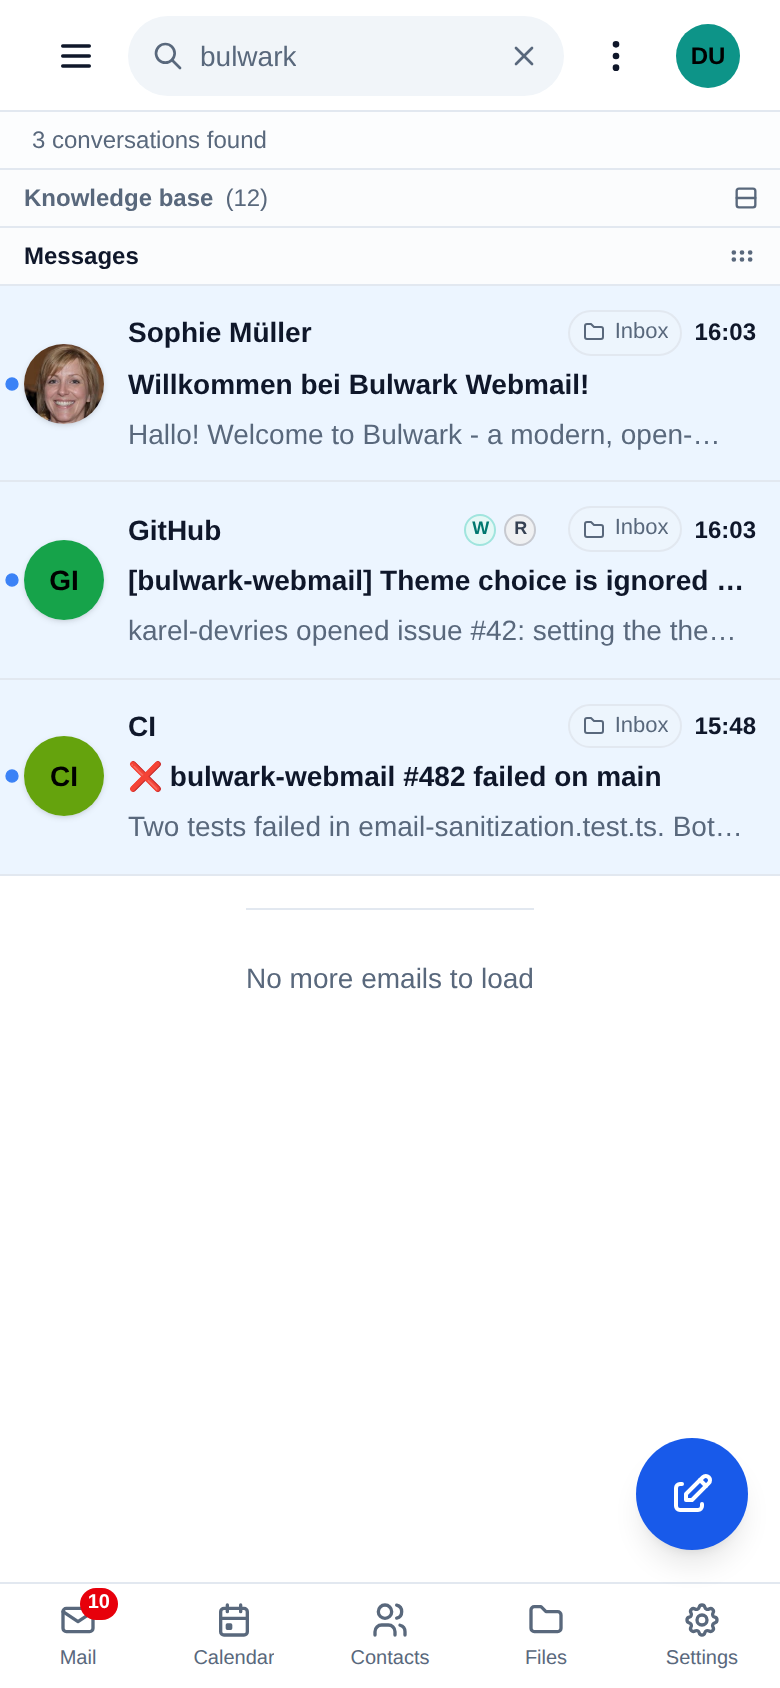 bulwark
DU
3 conversations found
Knowledge base (12)
Messages
Sophie Müller
Inbox
16:03
Willkommen bei Bulwark Webmail!
Hallo! Welcome to Bulwark - a modern, open-…
GI
GitHub
W
R
Inbox
16:03
[bulwark-webmail] Theme choice is ignored …
karel-devries opened issue #42: setting the the…
CI
CI
Inbox
15:48
❌ bulwark-webmail #482 failed on main
Two tests failed in email-sanitization.test.ts. Bot…
No more emails to load
10
Mail
Calendar
Contacts
Files
Settings